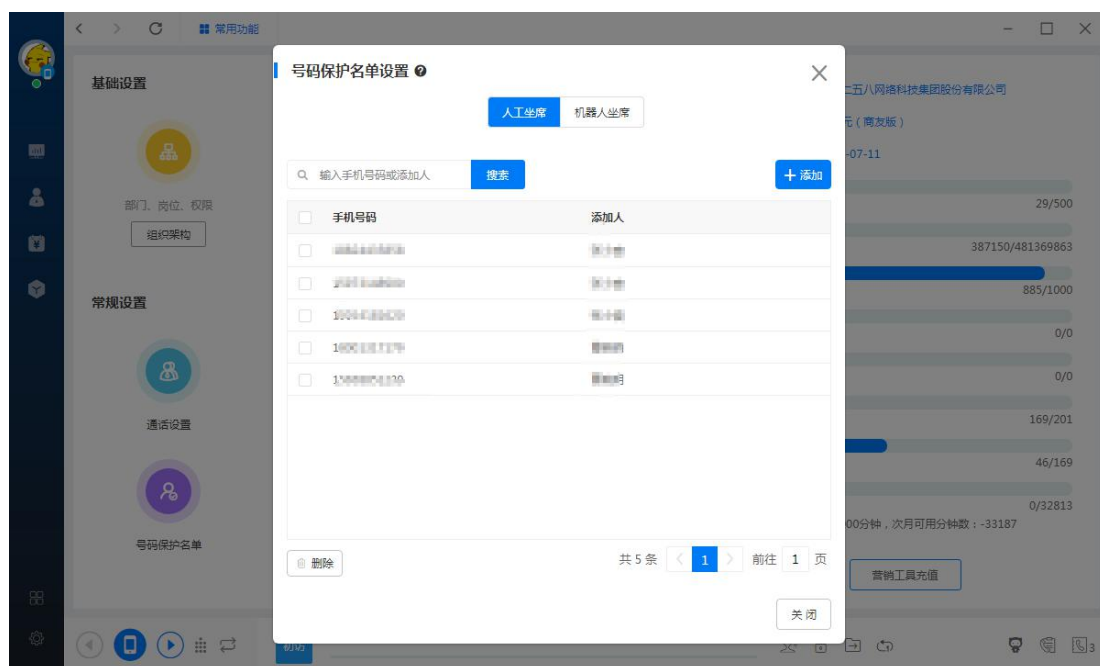 常用功能
基础设置
部门、岗位、权限
组织架构
常规设置
通话设置
号码保护名单
号码保护名单设置
人工坐席 机器人坐席
输入手机号码或添加人 搜索 + 添加
手机号码 添加人
删除 共 5 条 1 前往 1 页
关 闭
二五八网络科技集团股份有限公司
元（商友版）
-07-11
29/500
387150/481369863
885/1000
0/0
0/0
169/201
46/169
0/32813
00分钟，次月可用分钟数：-33187
营销工具充值
初访
3